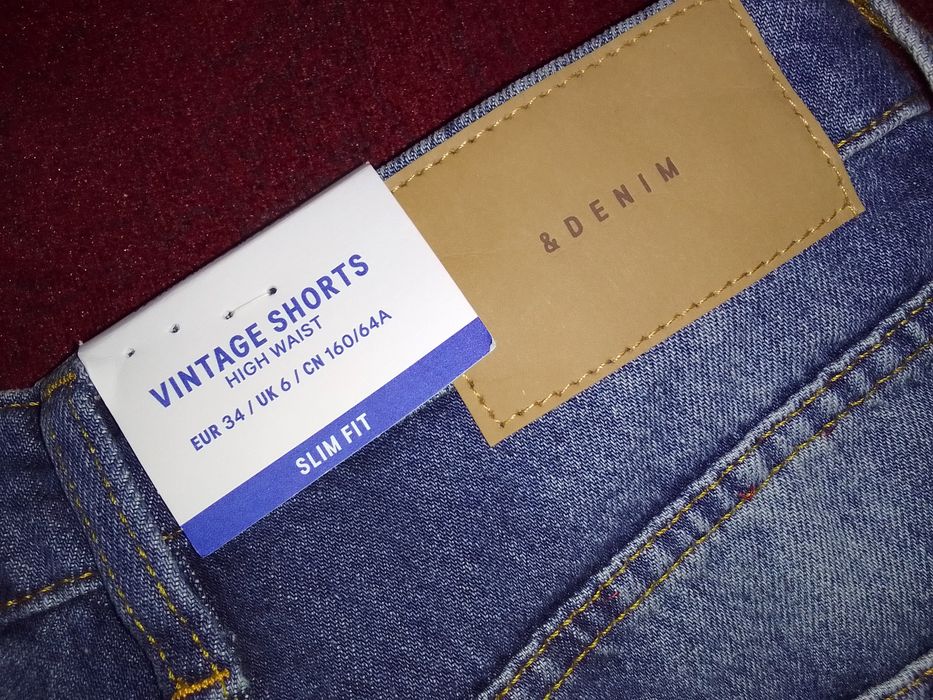 VINTAGE SHORTS
HIGH WAIST
EUR 34 / UK 6 / CN 160/64A
SLIM FIT
& DENIM